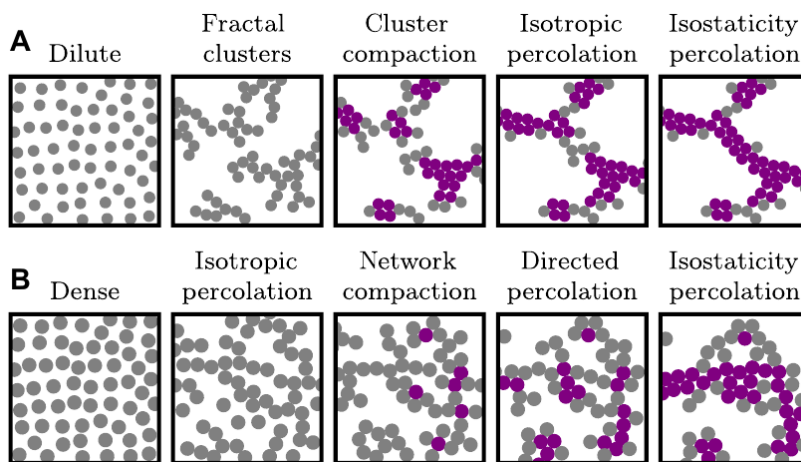 A
Dilute
Fractal
clusters
Cluster
compaction
Isotropic
percolation
Isostaticity
percolation
B
Dense
Isotropic
percolation
Network
compaction
Directed
percolation
Isostaticity
percolation